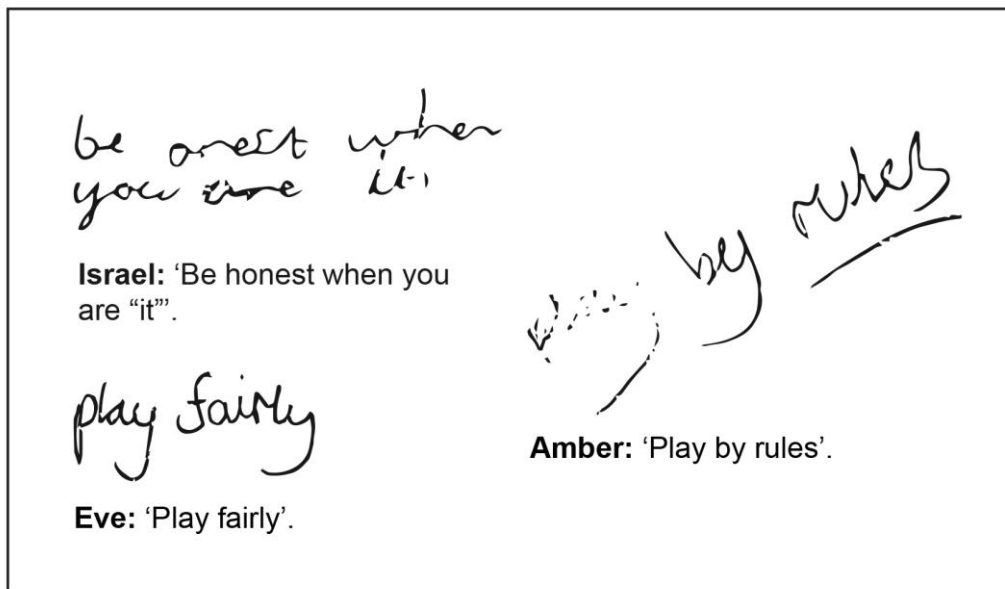 be onest when
you are it.
Israel: ‘Be honest when you
are “it”’.
play fairly
Eve: ‘Play fairly’.
play by rules
Amber: ‘Play by rules’.